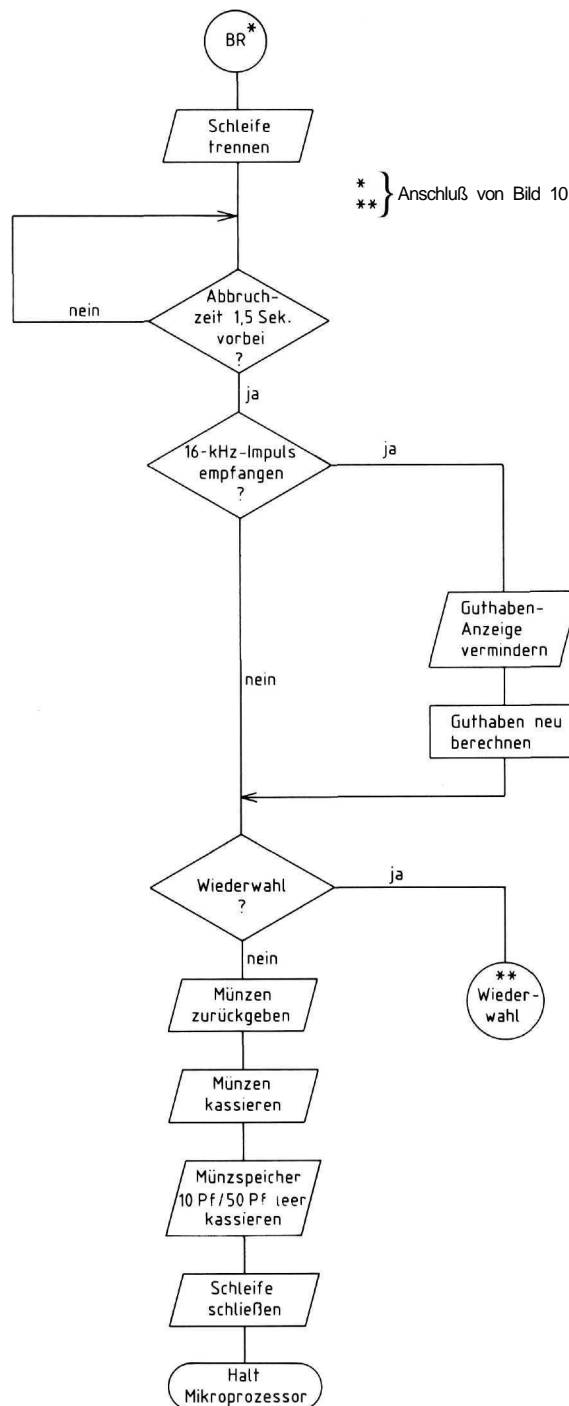 BR*
Schleife
trennen
*
** } Anschluß von Bild 10
Abbruch-
zeit 1,5 Sek.
vorbei
?
nein
ja
16-kHz-Impuls
empfangen
?
ja
Guthaben-
Anzeige
vermindern
nein
Guthaben neu
berechnen
Wiederwahl
?
ja
nein
**
Wieder-
wahl
Münzen
zurückgeben
Münzen
kassieren
Münzspeicher
10 Pf/50 Pf leer
kassieren
Schleife
schließen
Halt
Mikroprozessor